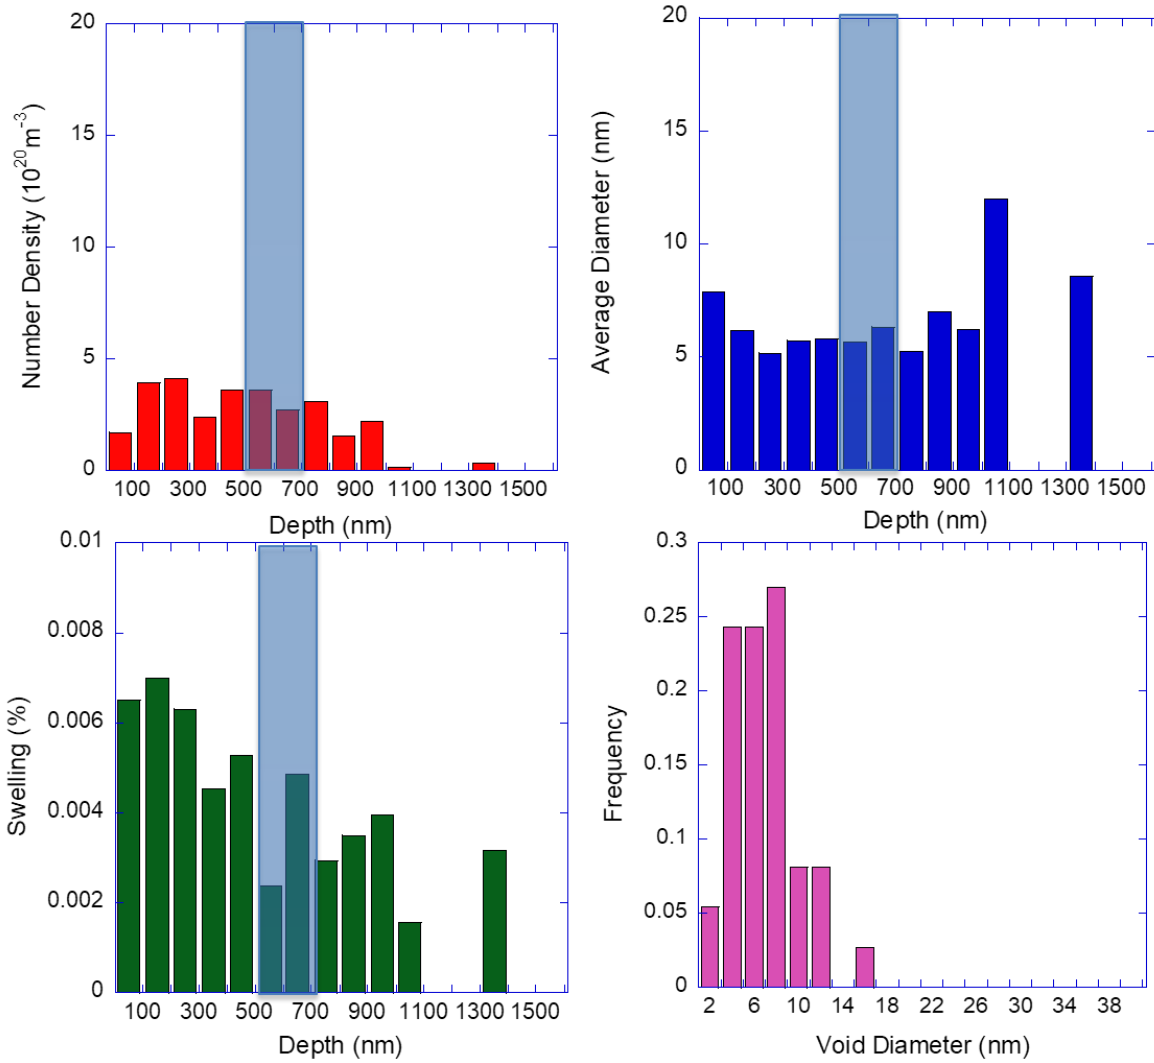 20
15
10
5
0
Number Density (10²⁰m⁻³)
100 300 500 700 900 1100 1300 1500
Depth (nm)
20
15
10
5
0
Average Diameter (nm)
100 300 500 700 900 1100 1300 1500
Depth (nm)
0.01
0.008
0.006
0.004
0.002
0
Swelling (%)
100 300 500 700 900 1100 1300 1500
Depth (nm)
0.3
0.25
0.2
0.15
0.1
0.05
0
Frequency
2 6 10 14 18 22 26 30 34 38
Void Diameter (nm)